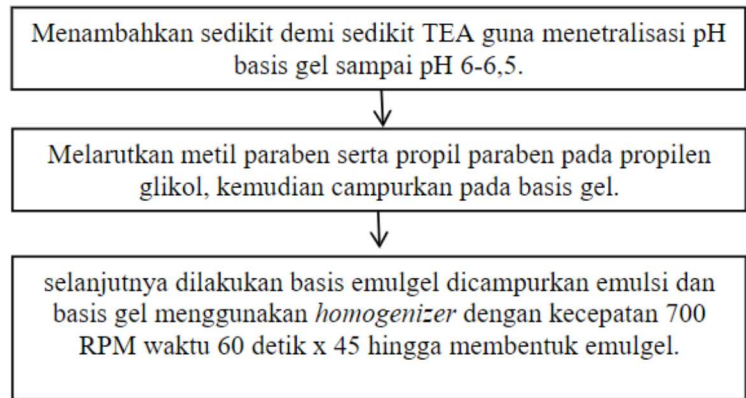 Menambahkan sedikit demi sedikit TEA guna menetralisasi pH
basis gel sampai pH 6-6,5.
Melarutkan metil paraben serta propil paraben pada propilen
glikol, kemudian campurkan pada basis gel.
selanjutnya dilakukan basis emulgel dicampurkan emulsi dan
basis gel menggunakan homogenizer dengan kecepatan 700
RPM waktu 60 detik x 45 hingga membentuk emulgel.